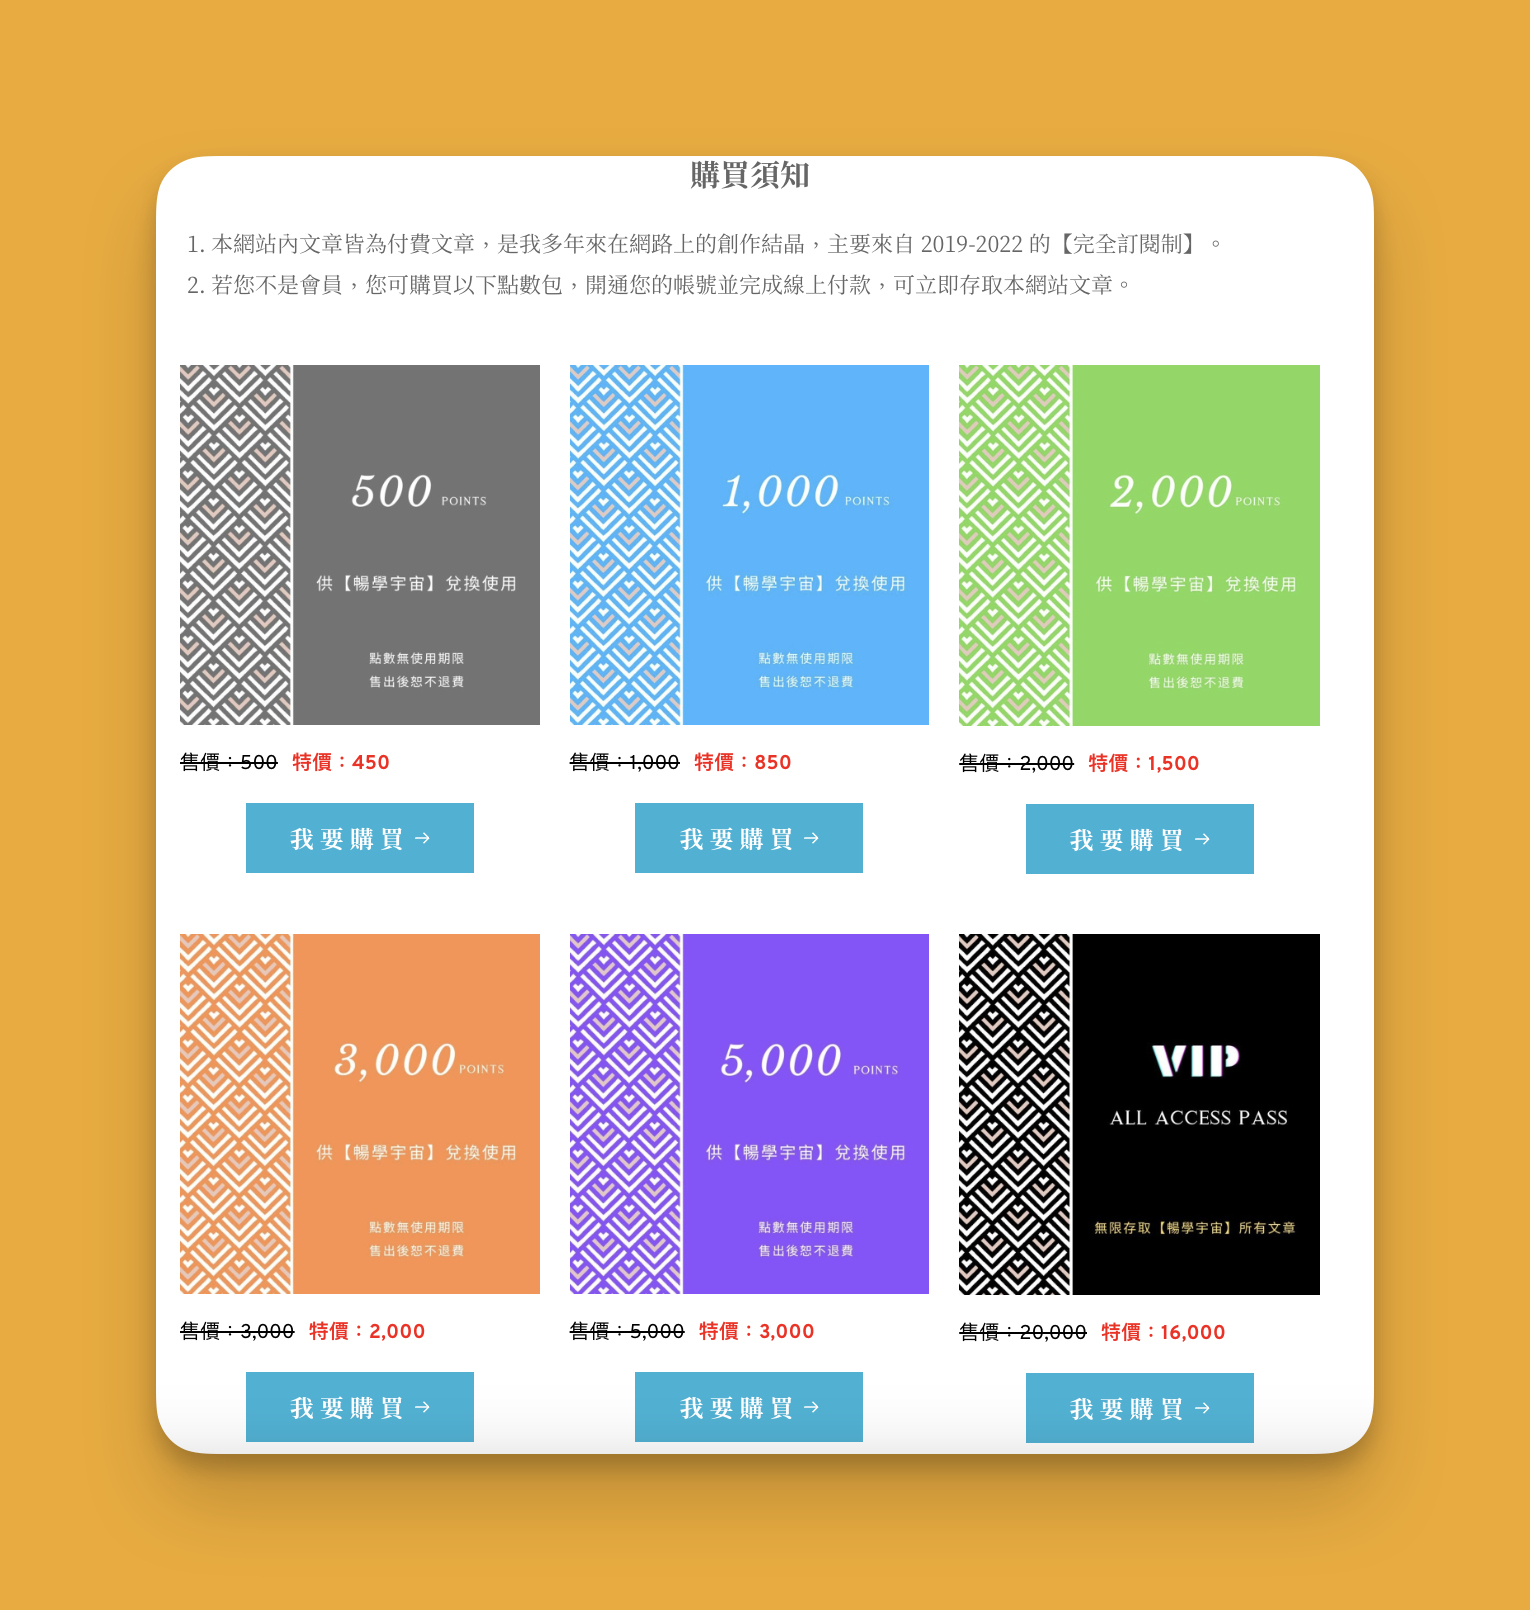 購買須知
1. 本網站內文章皆為付費文章，是我多年來在網路上的創作結晶，主要來自 2019-2022 的【完全訂閱制】。
2. 若您不是會員，您可購買以下點數包，開通您的帳號並完成線上付款，可立即存取本網站文章。
500 POINTS
供【暢學宇宙】兌換使用
點數無使用期限
售出後恕不退費
售價：500 特價：450
我要購買→
1,000 POINTS
供【暢學宇宙】兌換使用
點數無使用期限
售出後恕不退費
售價：1,000 特價：850
我要購買→
2,000 POINTS
供【暢學宇宙】兌換使用
點數無使用期限
售出後恕不退費
售價：2,000 特價：1,500
我要購買→
3,000 POINTS
供【暢學宇宙】兌換使用
點數無使用期限
售出後恕不退費
售價：3,000 特價：2,000
我要購買→
5,000 POINTS
供【暢學宇宙】兌換使用
點數無使用期限
售出後恕不退費
售價：5,000 特價：3,000
我要購買→
VIP
ALL ACCESS PASS
無限存取【暢學宇宙】所有文章
售價：20,000 特價：16,000
我要購買→